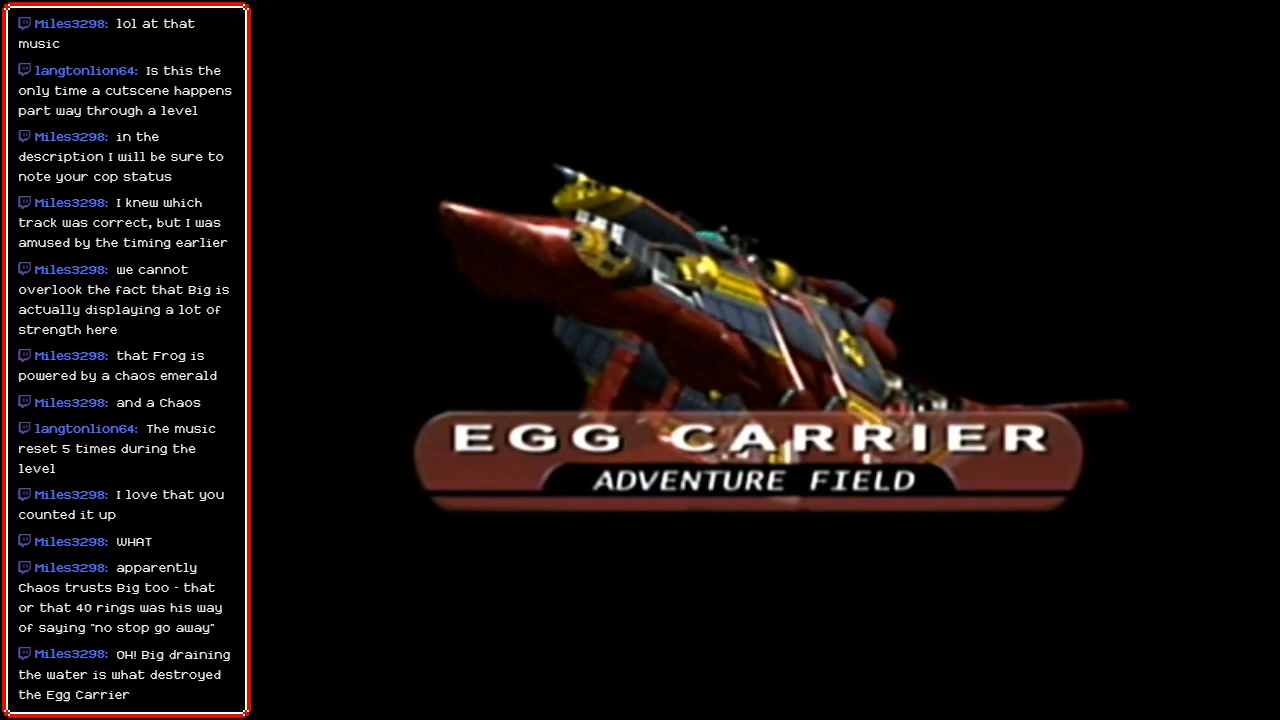 Miles3298: lol at that
music
langtonlion64: Is this the
only time a cutscene happens
part way through a level
Miles3298: in the
description I will be sure to
note your cop status
Miles3298: I knew which
track was correct, but I was
amused by the timing earlier
Miles3298: we cannot
overlook the fact that Big is
actually displaying a lot of
strength here
Miles3298: that Frog is
powered by a chaos emerald
Miles3298: and a Chaos
langtonlion64: The music
reset 5 times during the
level
Miles3298: I love that you
counted it up
Miles3298: WHAT
Miles3298: apparently
Chaos trusts Big too - that
or that 40 rings was his way
of saying "no stop go away"
Miles3298: OH! Big draining
the water is what destroyed
the Egg Carrier
EGG CARRIER
ADVENTURE FIELD